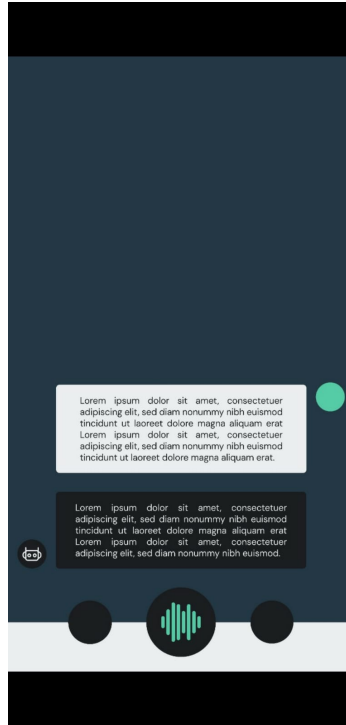 Lorem ipsum dolor sit amet, consectetuer
adipiscing elit, sed diam nonummy nibh euismod
tincidunt ut laoreet dolore magna aliquam erat
Lorem ipsum dolor sit amet, consectetuer
adipiscing elit, sed diam nonummy nibh euismod
tincidunt ut laoreet dolore magna aliquam erat.
Lorem ipsum dolor sit amet, consectetuer
adipiscing elit, sed diam nonummy nibh euismod
tincidunt ut laoreet dolore magna aliquam erat
Lorem ipsum dolor sit amet, consectetuer
adipiscing elit, sed diam nonummy nibh euismod.